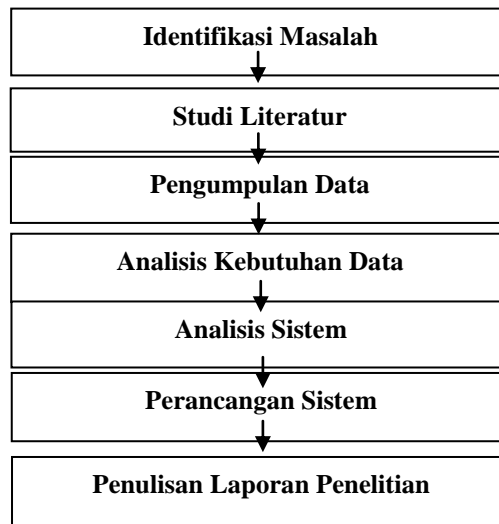 Identifikasi Masalah
Studi Literatur
Pengumpulan Data
Analisis Kebutuhan Data
Analisis Sistem
Perancangan Sistem
Penulisan Laporan Penelitian